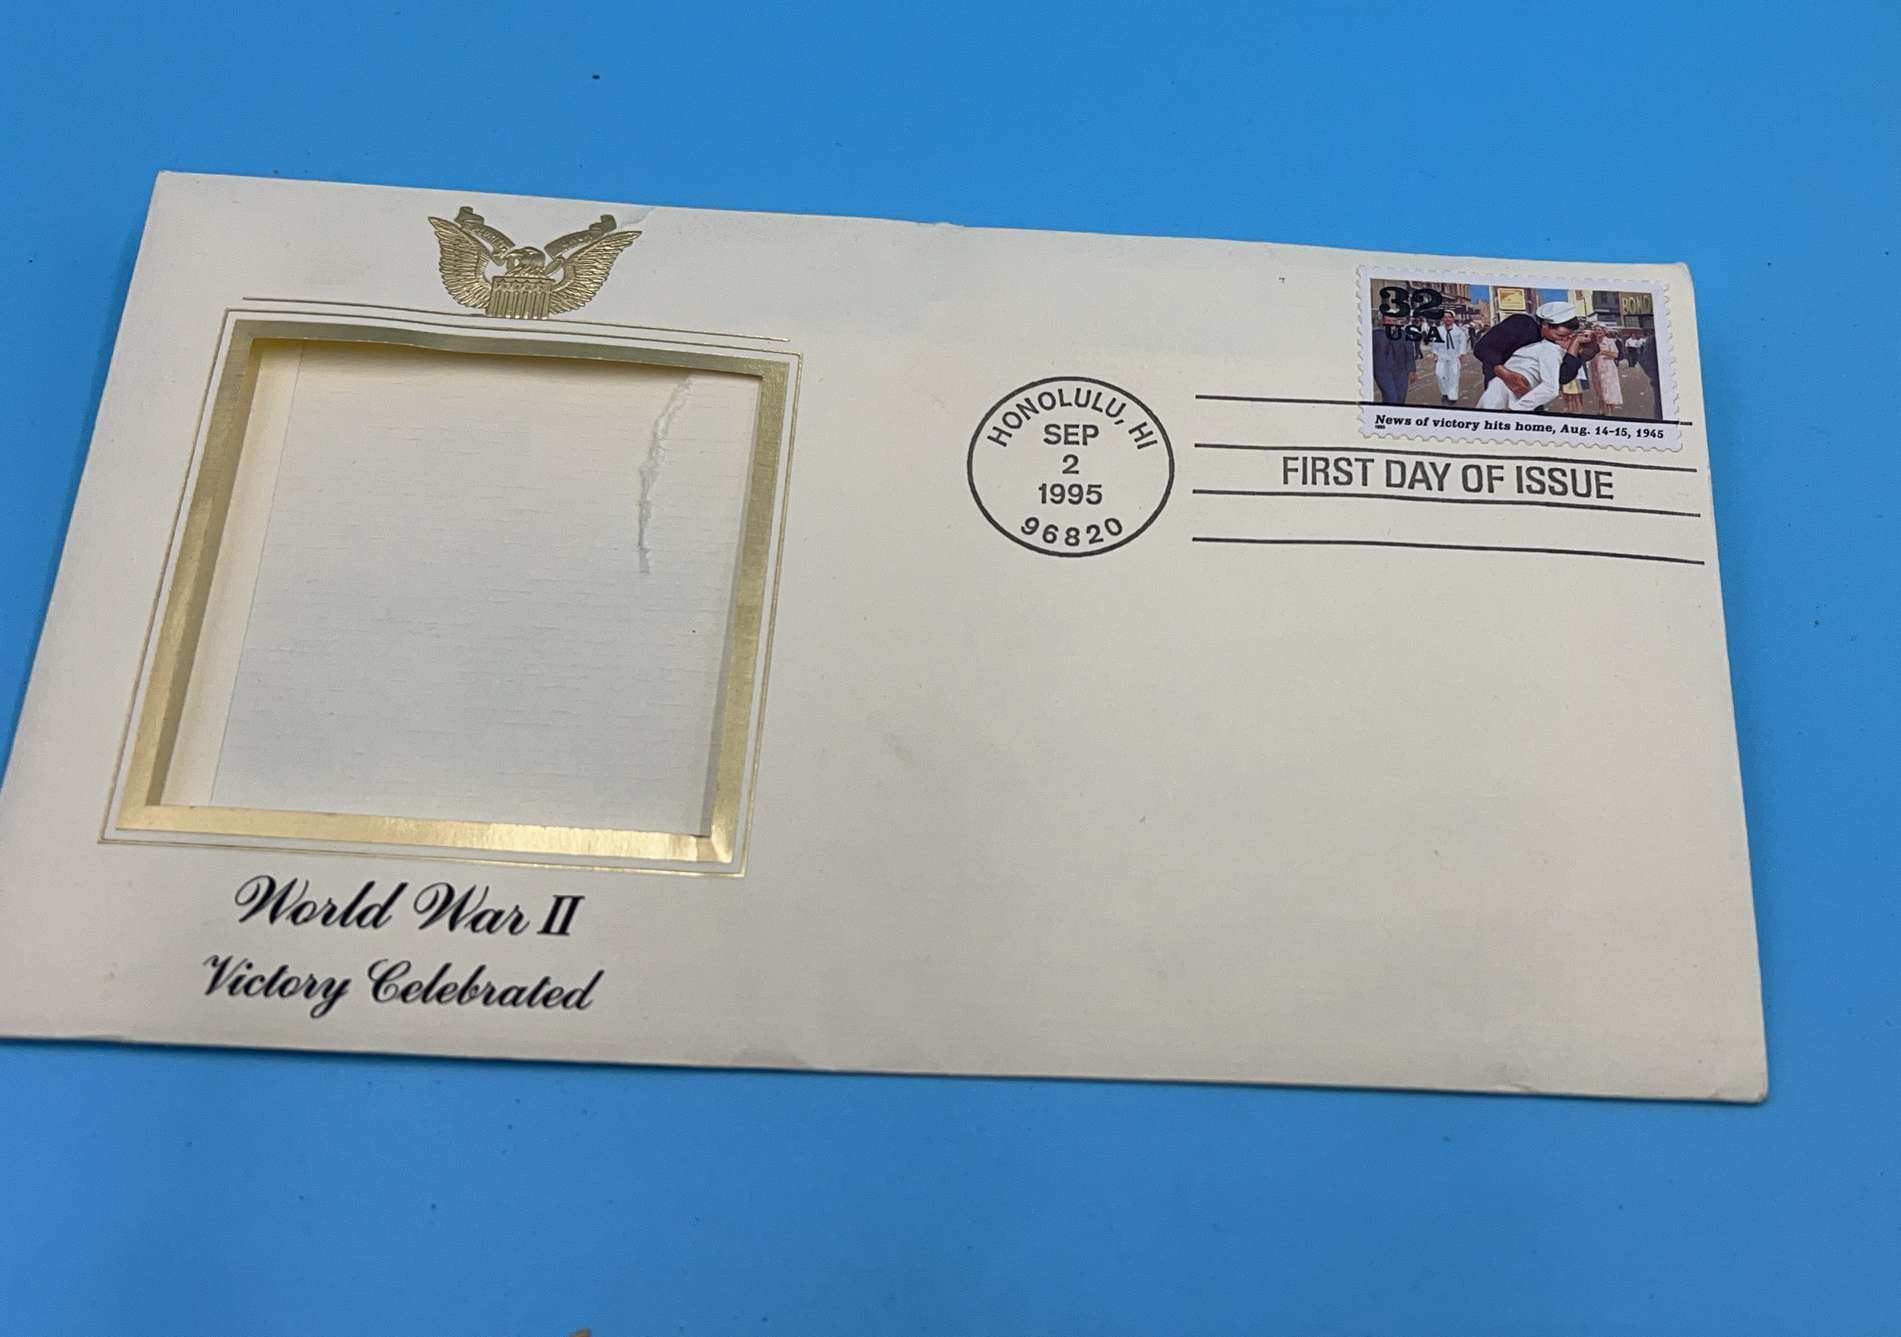 32
USA
BOND
News of victory hits home, Aug. 14–15, 1945
1995
HONOLULU, HI
SEP
2
1995
96820
FIRST DAY OF ISSUE
World War II
Victory Celebrated